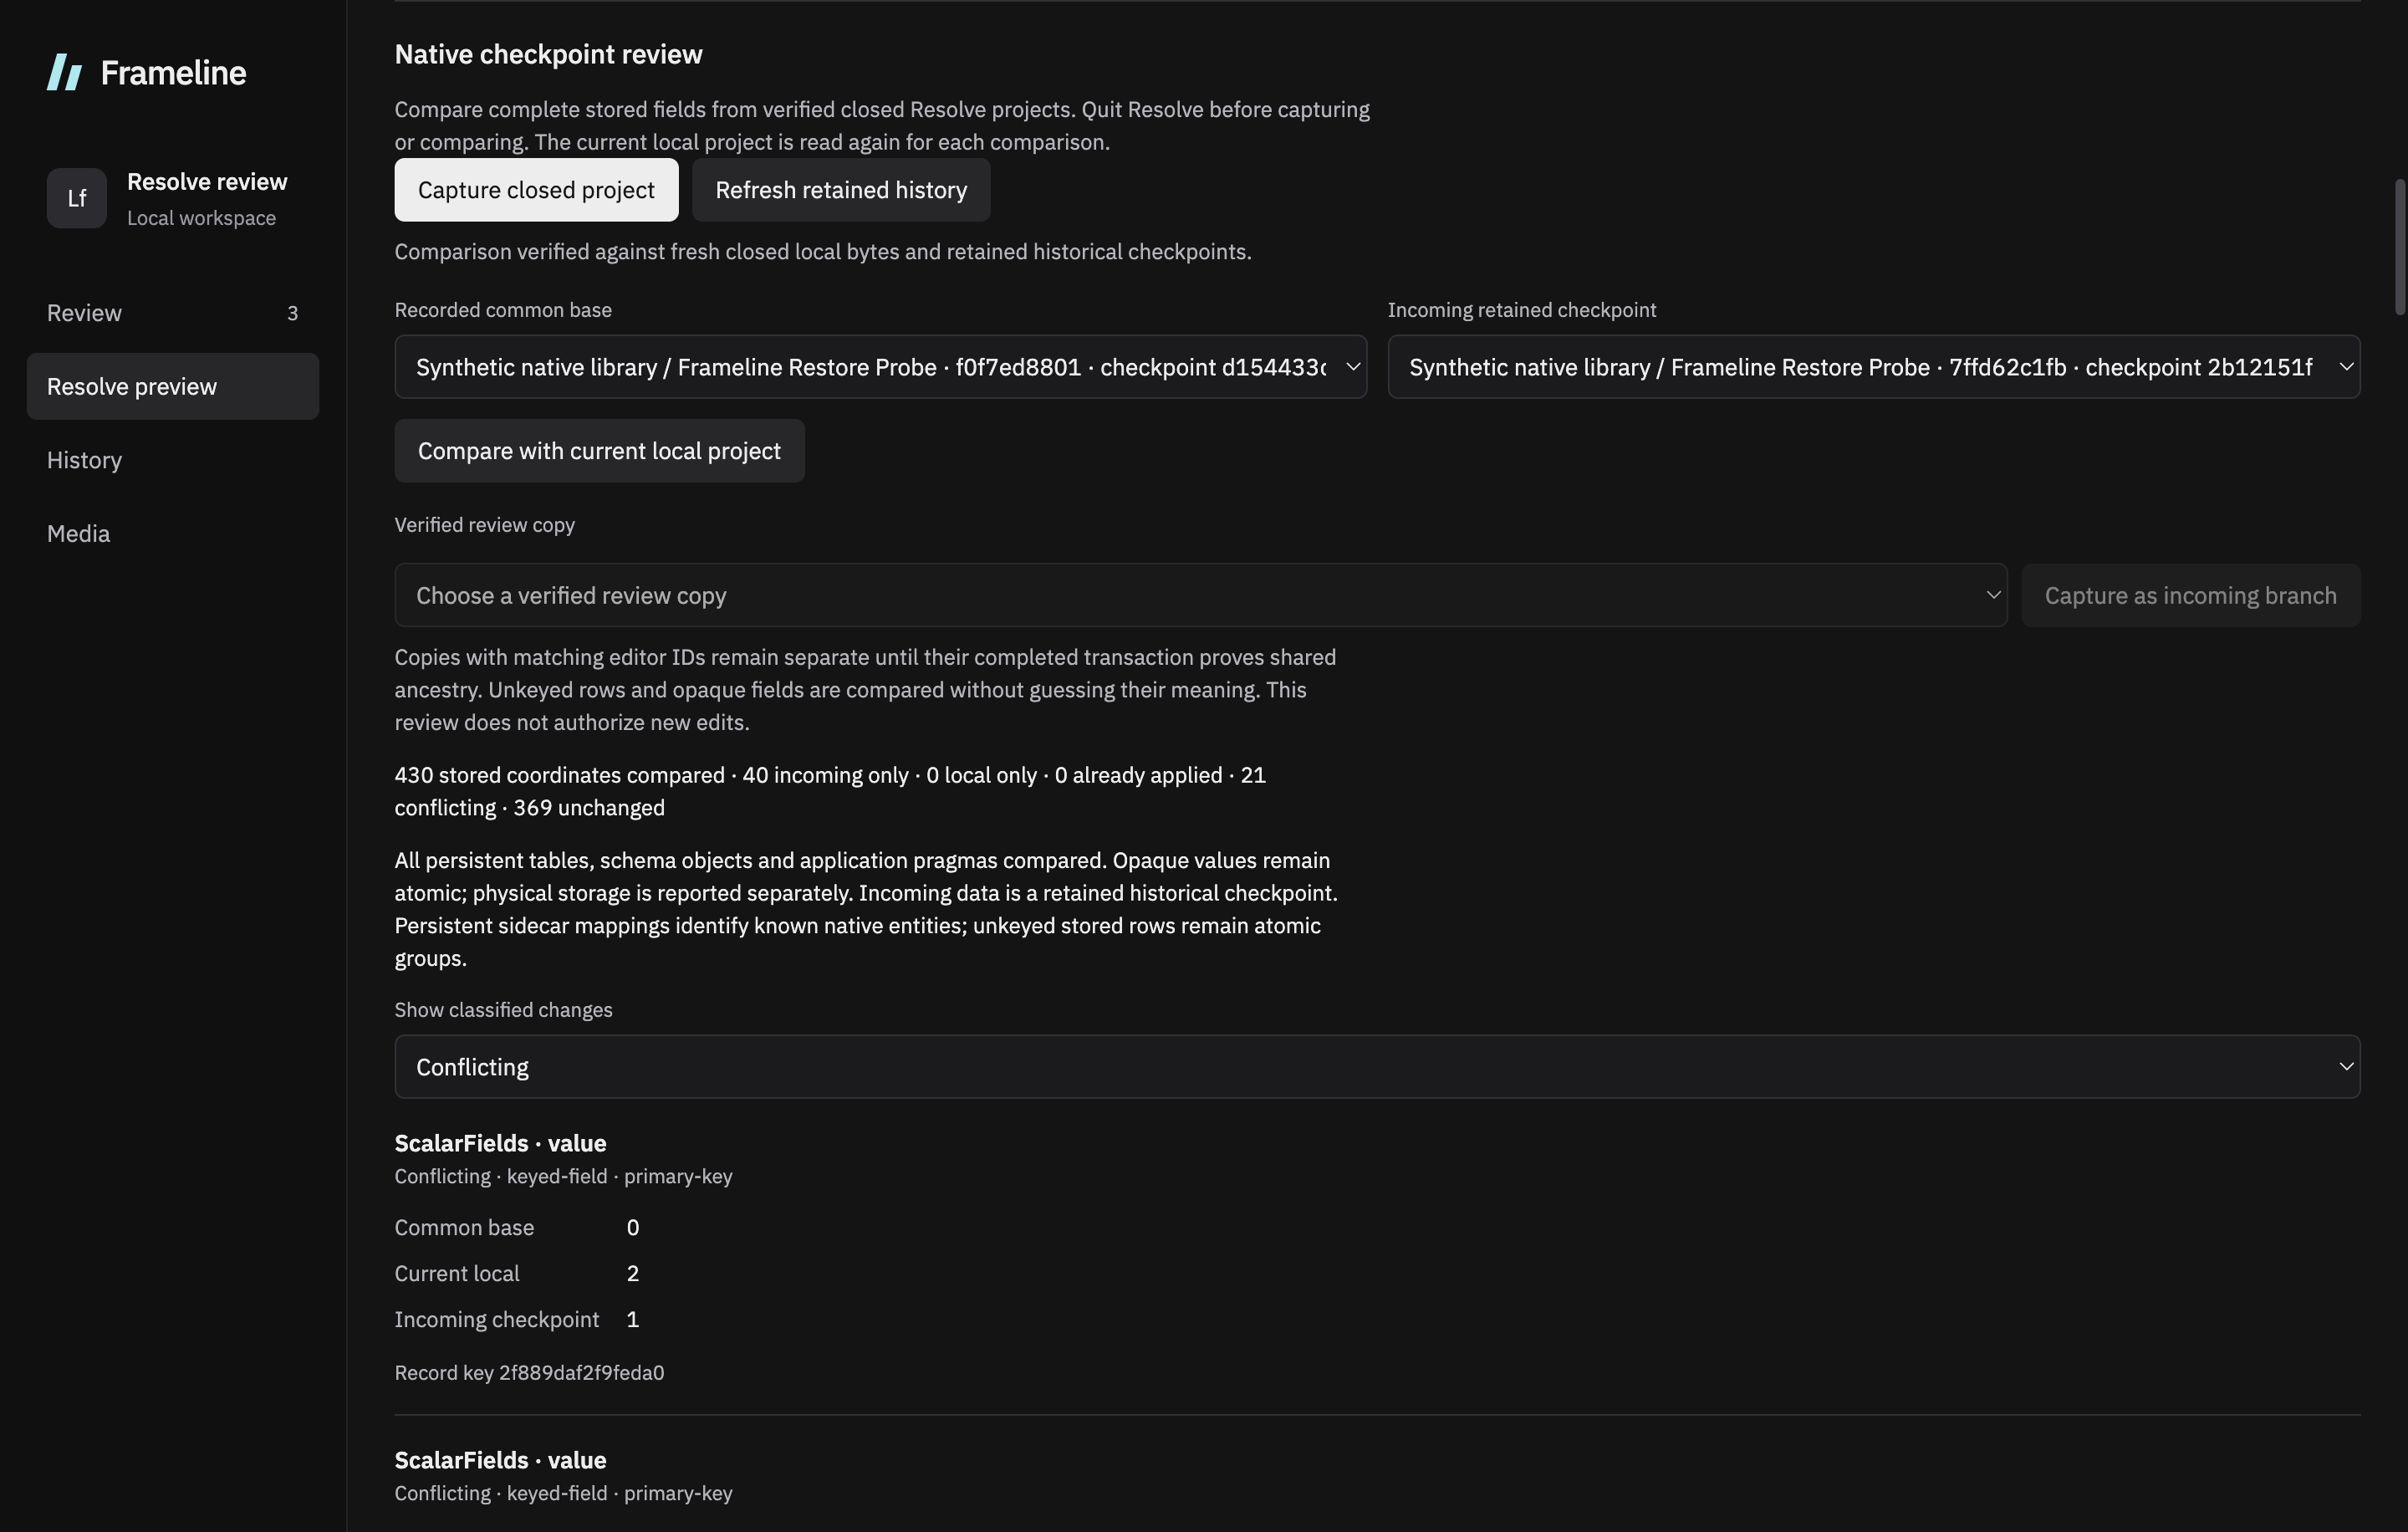 Frameline
Lf
Resolve review
Local workspace
Review 3
Resolve preview
History
Media
Native checkpoint review
Compare complete stored fields from verified closed Resolve projects. Quit Resolve before capturing
or comparing. The current local project is read again for each comparison.
Capture closed project Refresh retained history
Comparison verified against fresh closed local bytes and retained historical checkpoints.
Recorded common base Incoming retained checkpoint
Synthetic native library / Frameline Restore Probe · f0f7ed8801 · checkpoint d154433 Synthetic native library / Frameline Restore Probe · 7ffd62c1fb · checkpoint 2b12151f
Compare with current local project
Verified review copy
Choose a verified review copy Capture as incoming branch
Copies with matching editor IDs remain separate until their completed transaction proves shared
ancestry. Unkeyed rows and opaque fields are compared without guessing their meaning. This
review does not authorize new edits.
430 stored coordinates compared · 40 incoming only · 0 local only · 0 already applied · 21
conflicting · 369 unchanged
All persistent tables, schema objects and application pragmas compared. Opaque values remain
atomic; physical storage is reported separately. Incoming data is a retained historical checkpoint.
Persistent sidecar mappings identify known native entities; unkeyed stored rows remain atomic
groups.
Show classified changes
Conflicting
ScalarFields · value
Conflicting · keyed-field · primary-key
Common base 0
Current local 2
Incoming checkpoint 1
Record key 2f889daf2f9feda0
ScalarFields · value
Conflicting · keyed-field · primary-key